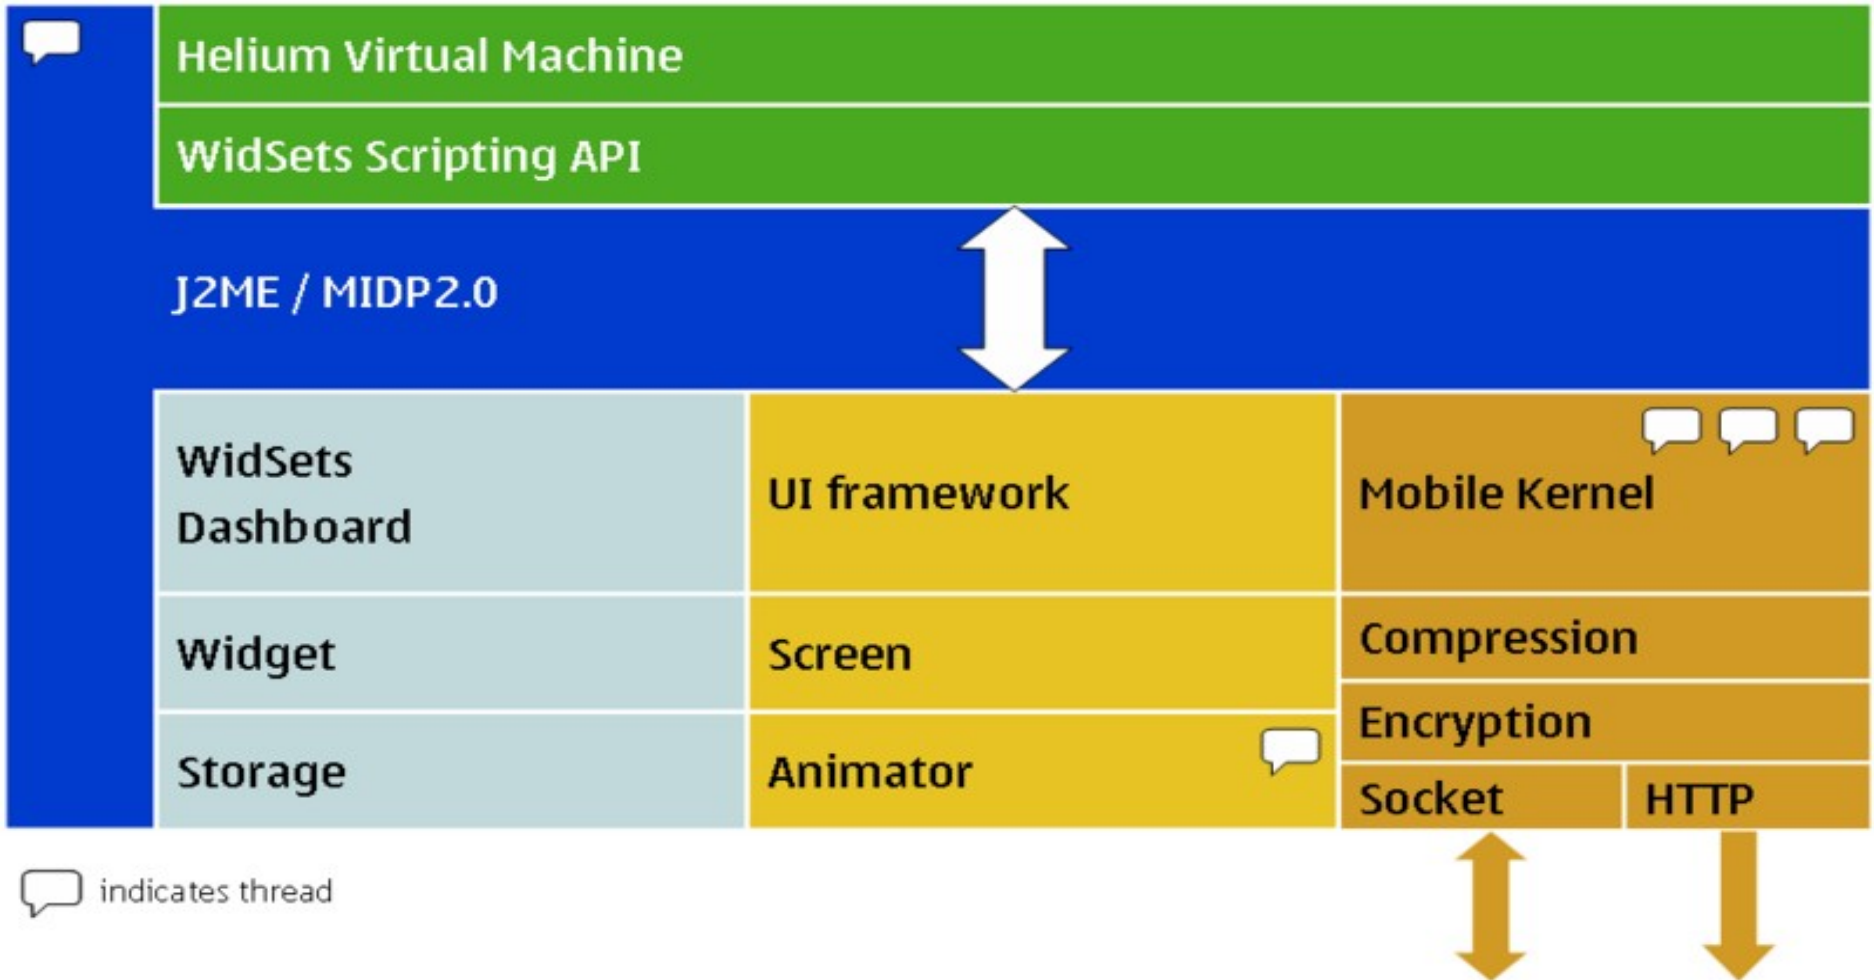 Helium Virtual Machine
WidSets Scripting API
J2ME / MIDP2.0
WidSets
Dashboard
UI framework
Mobile Kernel
Widget
Screen
Compression
Encryption
Storage
Animator
Socket
HTTP
indicates thread